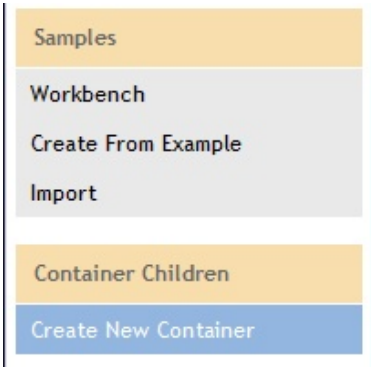 Samples
Workbench
Create From Example
Import
Container Children
Create New Container